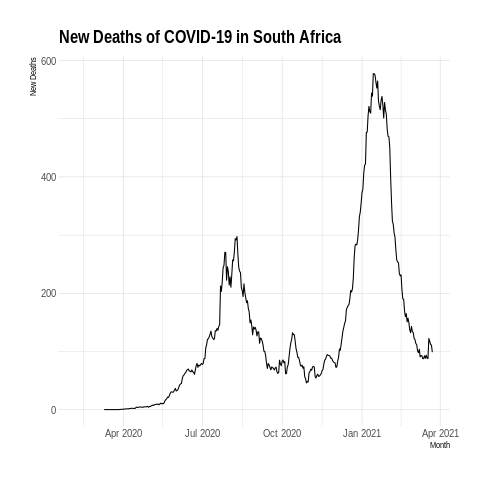 New Deaths of COVID-19 in South Africa
New Deaths
600
400
200
0
Apr 2020
Jul 2020
Oct 2020
Jan 2021
Apr 2021
Month